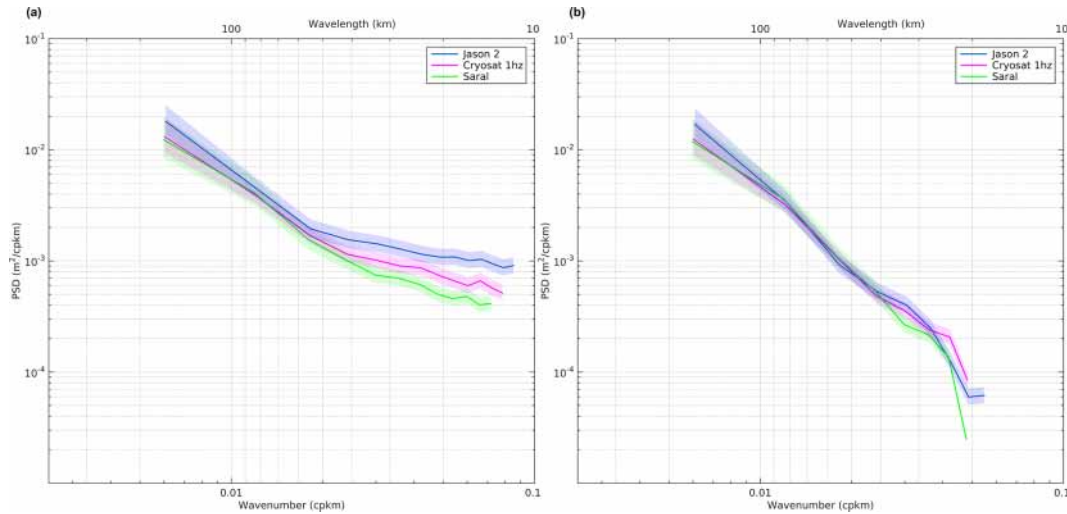 (a)
Wavelength (km)
100
10
10⁻¹
Jason 2
Cryosat 1hz
Saral
10⁻²
10⁻³
10⁻⁴
PSD (m²/cpkm)
0.01
0.1
Wavenumber (cpkm)
(b)
Wavelength (km)
100
10
10⁻¹
Jason 2
Cryosat 1hz
Saral
10⁻²
10⁻³
10⁻⁴
PSD (m²/cpkm)
0.01
0.1
Wavenumber (cpkm)